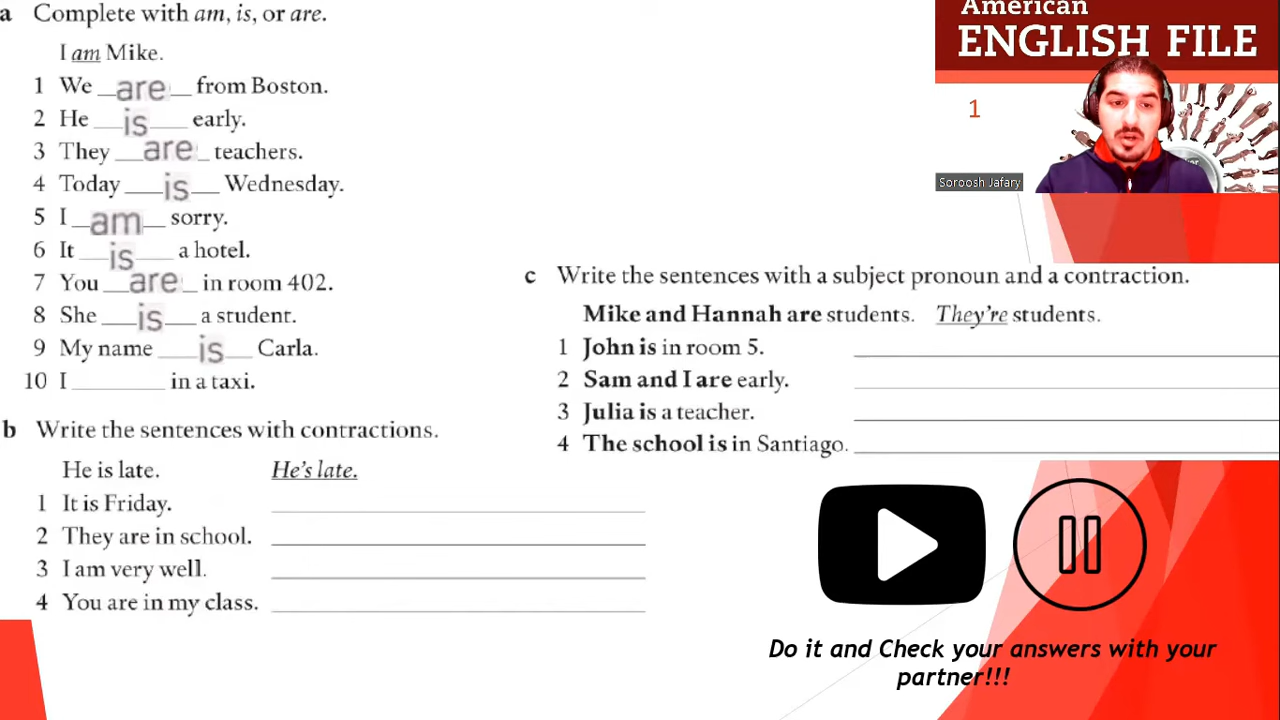 a Complete with am, is, or are.
I am Mike.
1 We are from Boston.
2 He is early.
3 They are teachers.
4 Today is Wednesday.
5 I am sorry.
6 It is a hotel.
7 You are in room 402.
8 She is a student.
9 My name is Carla.
10 I ________ in a taxi.
b Write the sentences with contractions.
He is late. He's late.
1 It is Friday.
2 They are in school.
3 I am very well.
4 You are in my class.
American
ENGLISH FILE
1
Soroosh Jafary
c Write the sentences with a subject pronoun and a contraction.
Mike and Hannah are students. They're students.
1 John is in room 5.
2 Sam and I are early.
3 Julia is a teacher.
4 The school is in Santiago.
Do it and Check your answers with your
partner!!!